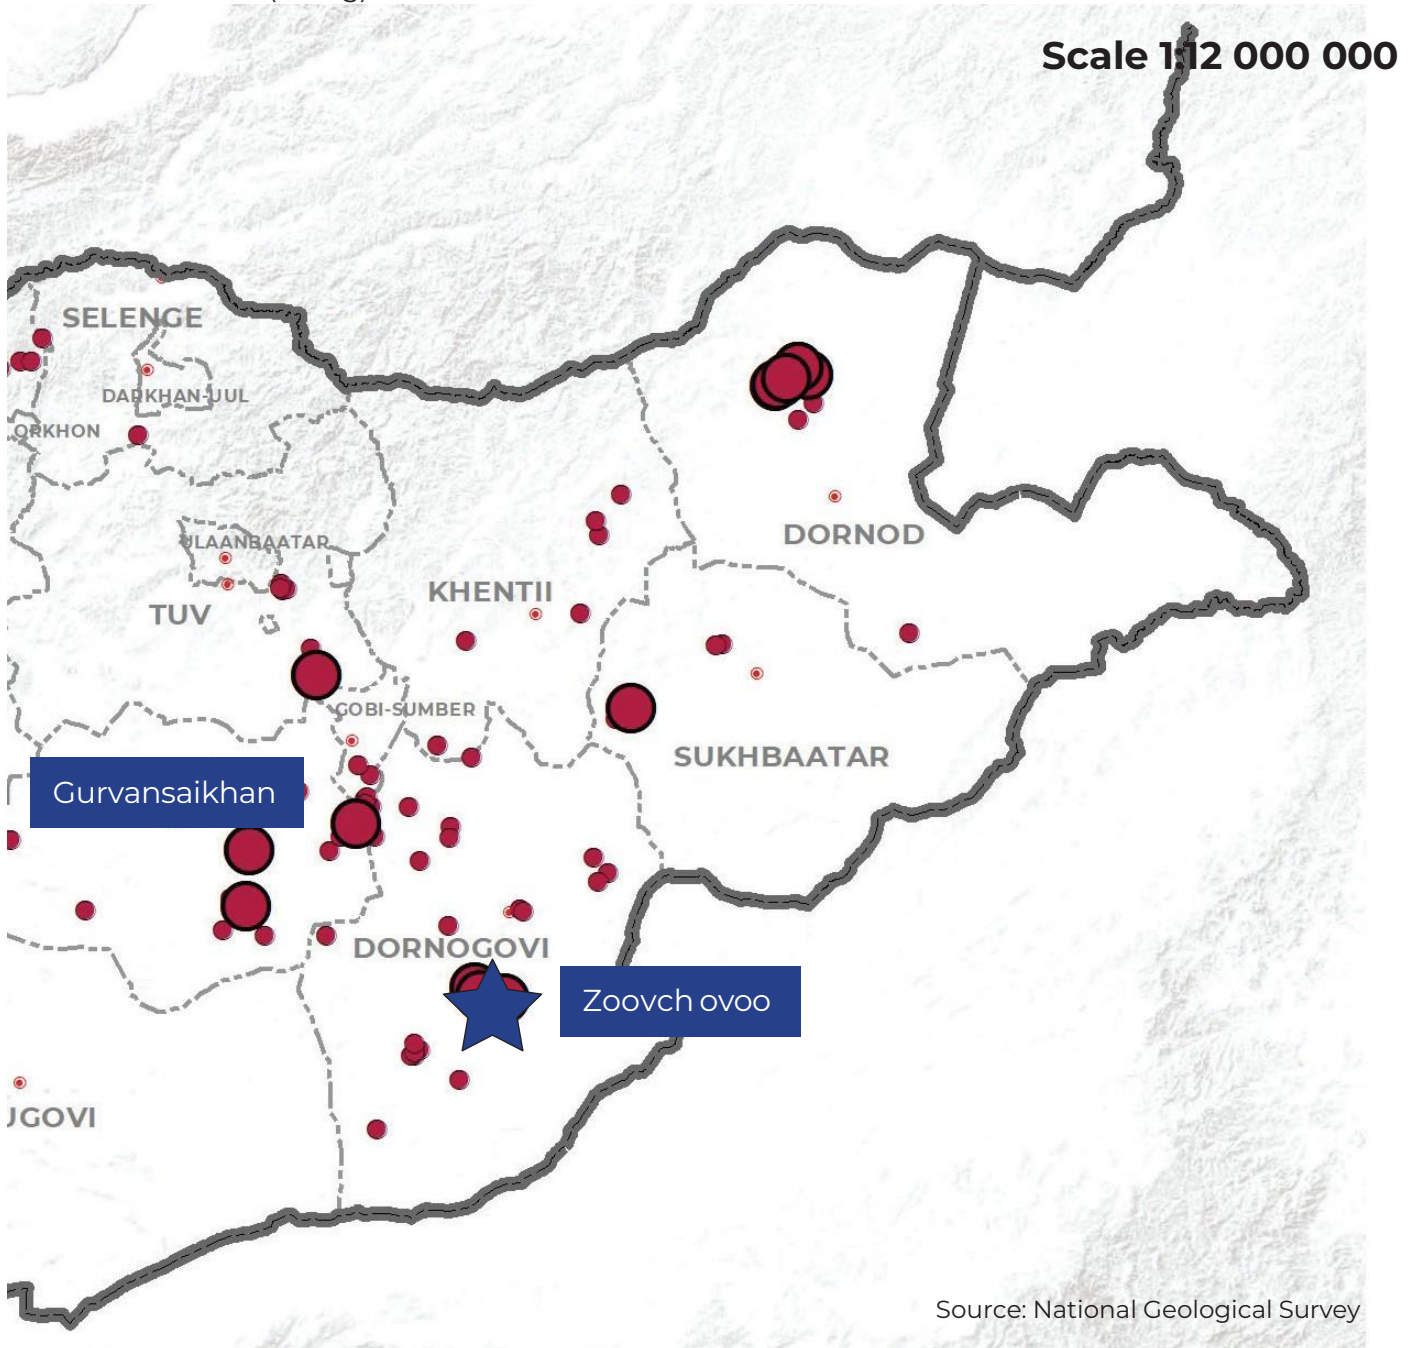 Scale 1:12 000 000
SELENGE
DARKHAN-UUL
ORKHON
DORNOD
ULAANBAATAR
KHENTII
TUV
GOBI-SUMBER
SUKHBAATAR
Gurvansaikhan
DORNOGOVI
Zoovch ovoo
UGOVI
Source: National Geological Survey